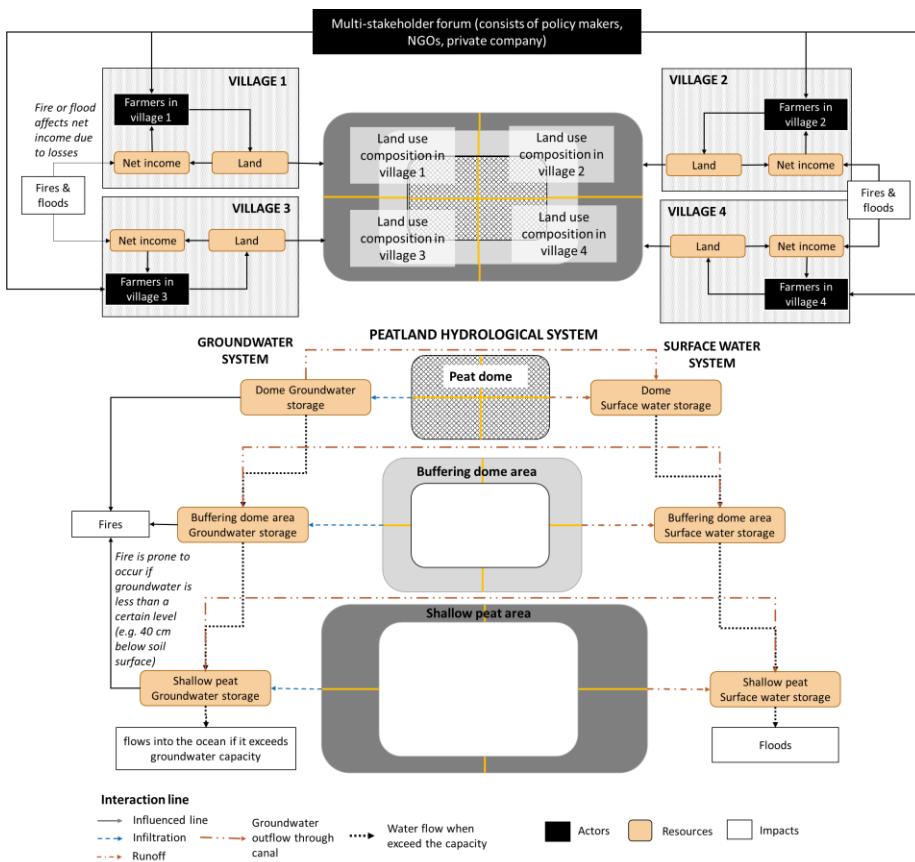 Multi-stakeholder forum (consists of policy makers,
NGOs, private company)
VILLAGE 1
Farmers in
village 1
Net income
Land
Fire or flood
affects net
income due
to losses
Fires &
floods
VILLAGE 3
Net income
Land
Farmers in
village 3
Land use
composition in
village 1
Land use
composition in
village 2
Land use
composition in
village 3
Land use
composition in
village 4
VILLAGE 2
Farmers in
village 2
Land
Net income
Fires &
floods
VILLAGE 4
Land
Net income
Farmers in
village 4
PEATLAND HYDROLOGICAL SYSTEM
GROUNDWATER
SYSTEM
SURFACE WATER
SYSTEM
Peat dome
Dome Groundwater
storage
Dome
Surface water storage
Buffering dome area
Fires
Buffering dome area
Groundwater storage
Buffering dome area
Surface water storage
Fire is prone to
occur if
groundwater is
less than a
certain level
(e.g. 40 cm
below soil
surface)
Shallow peat area
Shallow peat
Groundwater storage
Shallow peat
Surface water storage
flows into the ocean if it exceeds
groundwater capacity
Floods
Interaction line
Influenced line
Infiltration
Runoff
Groundwater
outflow through
canal
Water flow when
exceed the capacity
Actors
Resources
Impacts